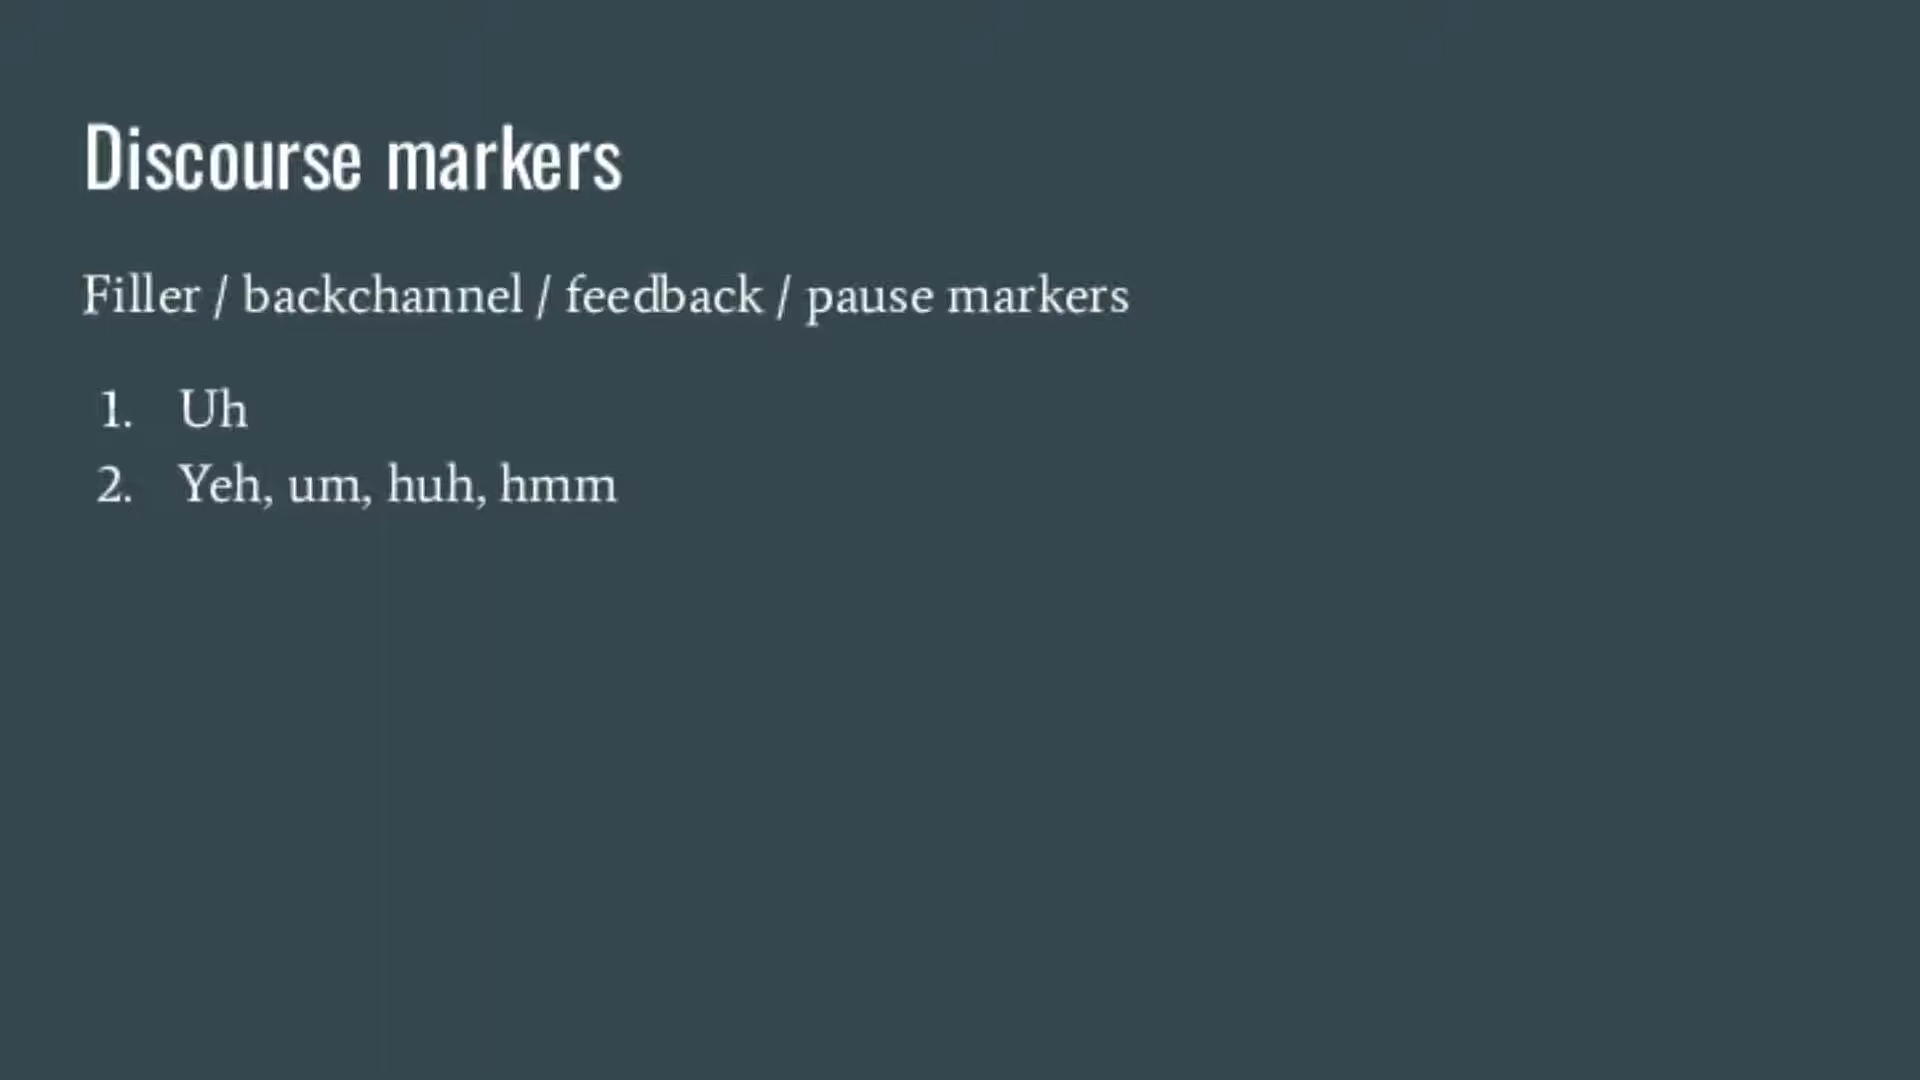 Discourse markers
Filler / backchannel / feedback / pause markers
1. Uh
2. Yeh, um, huh, hmm